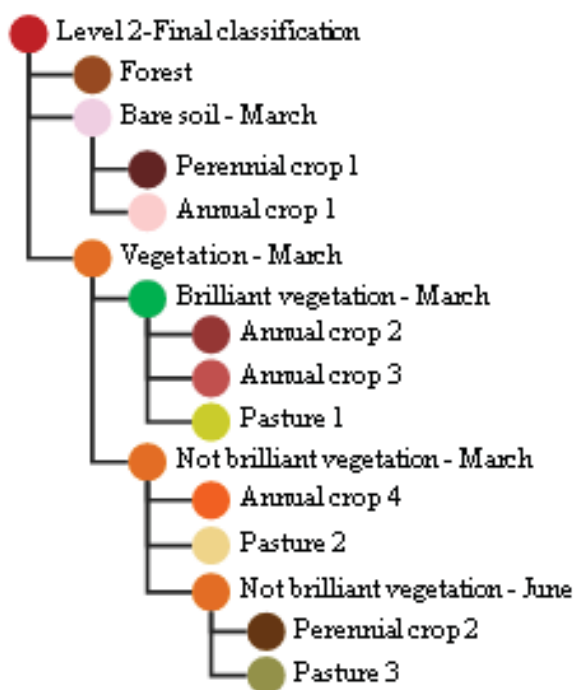 Level 2-Final classification
Forest
Bare soil - March
Perennial crop 1
Annual crop 1
Vegetation - March
Brilliant vegetation - March
Annual crop 2
Annual crop 3
Pasture 1
Not brilliant vegetation - March
Annual crop 4
Pasture 2
Not brilliant vegetation - June
Perennial crop 2
Pasture 3